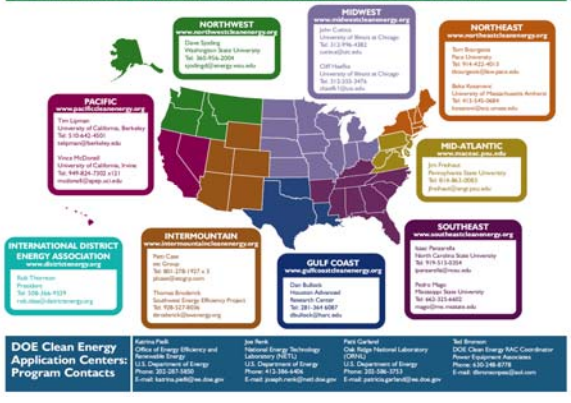 NORTHWEST
www.northwestcleanenergy.org
Dave Sjoding
Washington State University
Tel: 360-956-2004
sjodingd@energy.wsu.edu
MIDWEST
www.midwestcleanenergy.org
John Cuttica
University of Illinois at Chicago
Tel: 312-996-4382
cuttica@uic.edu
Cliff Haefke
University of Illinois at Chicago
Tel: 312-355-3476
chaefk1@uic.edu
NORTHEAST
www.northeastcleanenergy.org
Tom Bourgeois
Pace University
Tel: 914-422-4013
tbourgeois@law.pace.edu
Beka Kosanovic
University of Massachusetts Amherst
Tel: 413-545-0684
PACIFIC
www.pacificcleanenergy.org
Tim Lipman
University of California, Berkeley
Tel: 510-642-4501
telipman@berkeley.edu
Vince McDonell
University of California, Irvine
Tel: 949-824-7302 x121
mcdonell@apep.uci.edu
MID-ATLANTIC
www.maceac.psu.edu
Jim Freihaut
Pennsylvania State University
Tel: 814-863-0083
jfreihaut@engr.psu.edu
SOUTHEAST
www.southeastcleanenergy.org
Isaac Panzarella
North Carolina State University
Tel: 919-515-0354
ipanzarella@ncsu.edu
Pedro Mago
Mississippi State University
Tel: 662-325-6602
mago@me.msstate.edu
INTERNATIONAL DISTRICT
ENERGY ASSOCIATION
www.districtenergy.org
Rob Thornton
President
Tel: 508-366-9339
rob.idea@districtenergy.org
INTERMOUNTAIN
www.intermountaincleanenergy.org
Patti Case
etc Group
Tel: 801-278-1927 x 3
plcase@etcgrp.com
Thomas Broderick
Southwest Energy Efficiency Project
Tel: 928-527-8036
GULF COAST
www.gulfcoastcleanenergy.org
Dan Bullock
Houston Advanced
Research Center
Tel: 281-364-6087
dbullock@harc.edu
DOE Clean Energy
Application Centers:
Program Contacts
Katrina Pielli
Office of Energy Efficiency and
Renewable Energy
U.S. Department of Energy
Phone: 202-287-5850
E-mail: katrina.pielli@ee.doe.gov
Joe Renk
National Energy Technology
Laboratory (NETL)
U.S. Department of Energy
Phone: 412-386-6406
E-mail: joseph.renk@netl.doe.gov
Patti Garland
Oak Ridge National Laboratory
(ORNL)
U.S. Department of Energy
Phone: 202-586-3753
E-mail: patricia.garland@ee.doe.gov
Ted Bronson
DOE Clean Energy RAC Coordinator
Power Equipment Associates
Phone: 630-248-8778
E-mail: tlbronsonpea@aol.com